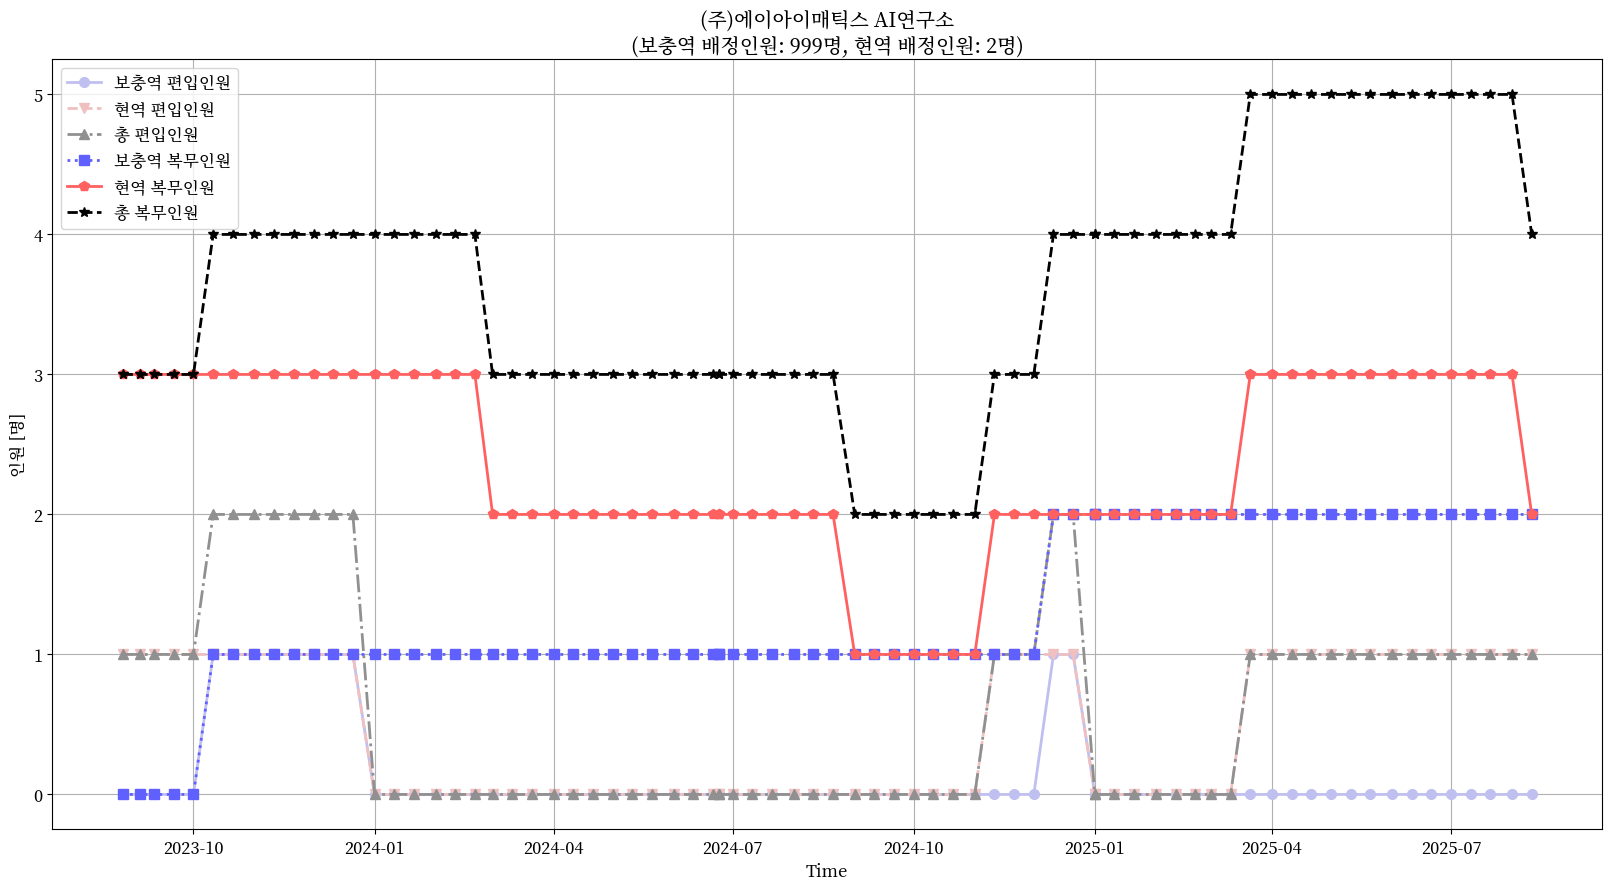 (주)에이아이매틱스 AI연구소
(보충역 배정인원: 999명, 현역 배정인원: 2명)
보충역 편입인원
현역 편입인원
총 편입인원
보충역 복무인원
현역 복무인원
총 복무인원
인원 [명]
5
4
3
2
1
0
2023-10
2024-01
2024-04
2024-07
2024-10
2025-01
2025-04
2025-07
Time